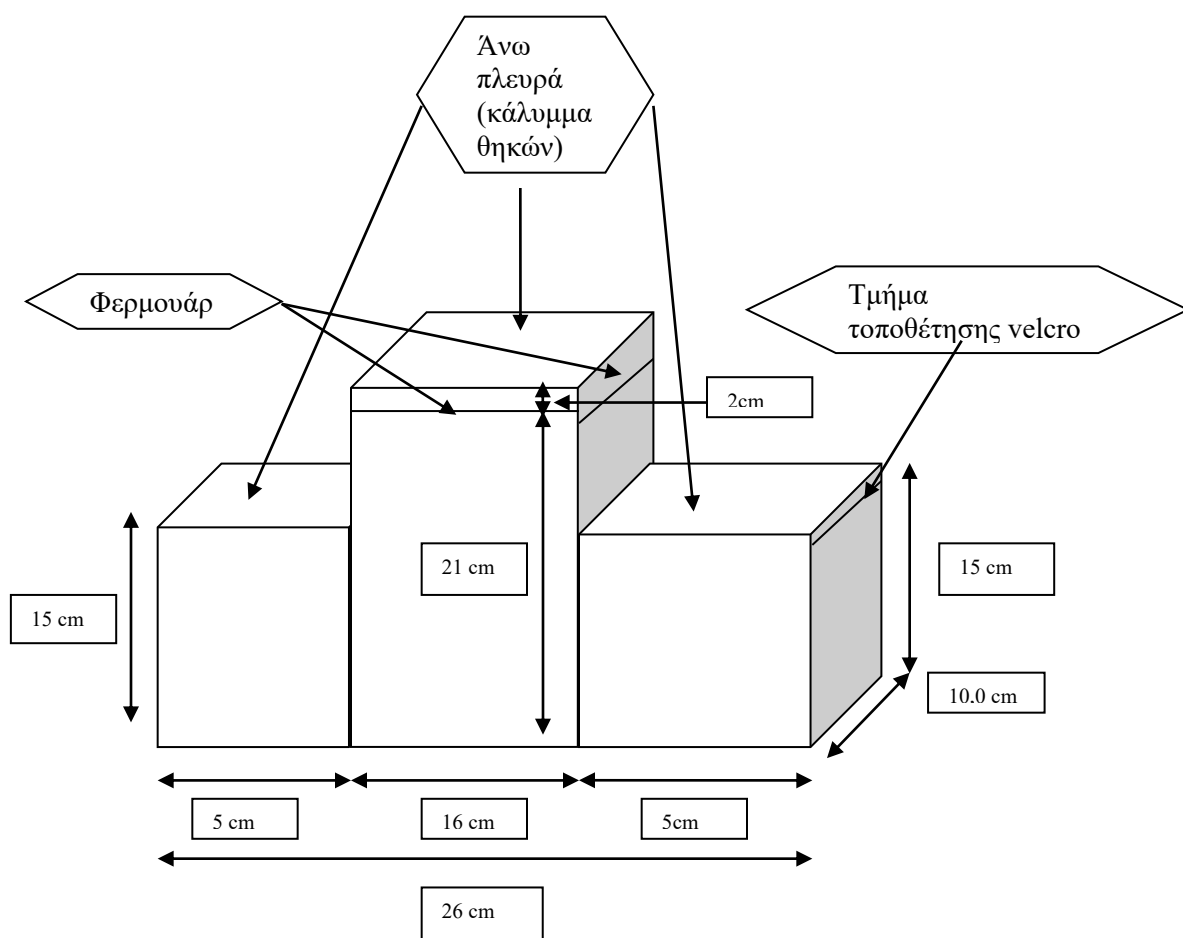 Άνω
πλευρά
(κάλυμμα
θηκών)
Φερμουάρ
Τμήμα
τοποθέτησης velcro
2cm
21 cm
15 cm
15 cm
10.0 cm
5 cm
16 cm
5cm
26 cm